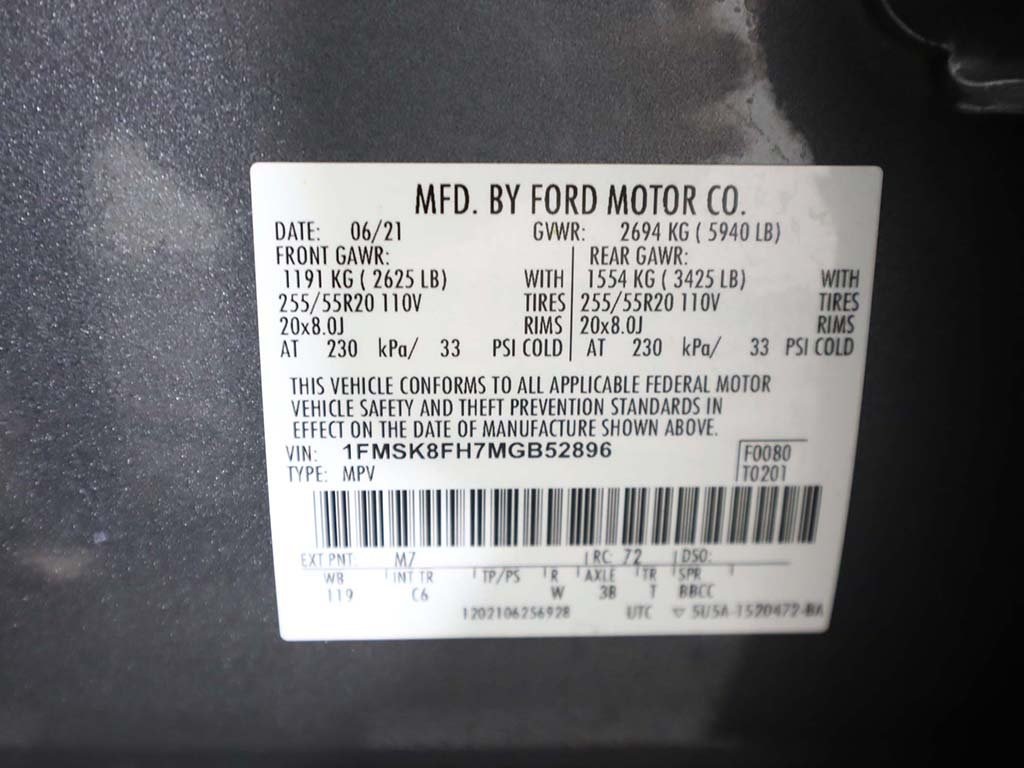 MFD. BY FORD MOTOR CO.
DATE: 06/21 GVWR: 2694 KG ( 5940 LB)
FRONT GAWR: REAR GAWR:
1191 KG ( 2625 LB) WITH 1554 KG ( 3425 LB) WITH
255/55R20 110V TIRES 255/55R20 110V TIRES
20x8.0J RIMS 20x8.0J RIMS
AT 230 kPa/ 33 PSI COLD AT 230 kPa/ 33 PSI COLD
THIS VEHICLE CONFORMS TO ALL APPLICABLE FEDERAL MOTOR
VEHICLE SAFETY AND THEFT PREVENTION STANDARDS IN
EFFECT ON THE DATE OF MANUFACTURE SHOWN ABOVE.
VIN: 1FMSK8FH7MGB52896 F0080
TYPE: MPV T0201
EXT PNT: M7 RC: 72 DSO:
WB INT TR TP/PS R AXLE TR SPR
119 C6 W 3B T BBCC
1202106256928 UTC ▽ 5U5A-1520472-BA